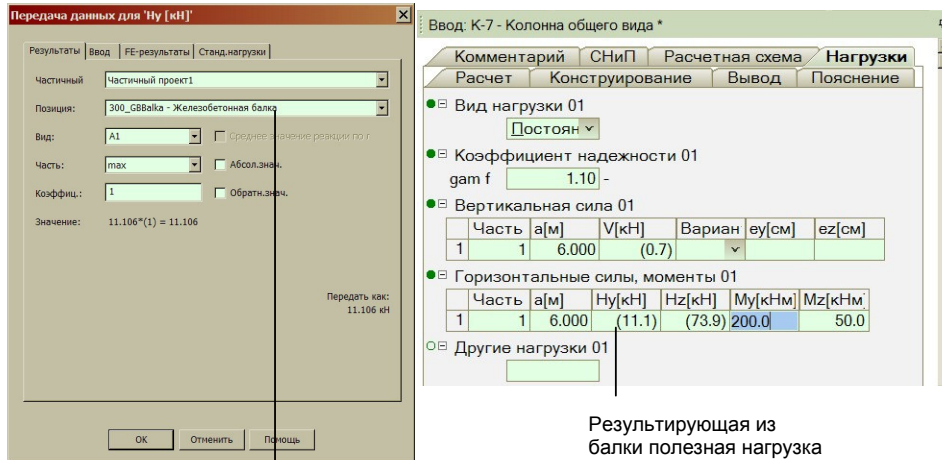 Передача данных для 'Hy [кН]'
Результаты Ввод FE-результаты Станд.нагрузки
Частичный Частичный проект1
Позиция: 300_GBBalka - Железобетонная балка
Вид: A1 Среднее значение реакции по г
Часть: max Абсол.знач.
Коэффиц.: 1 Обратн.знач.
Значение: 11.106*(1) = 11.106
Передать как:
11.106 кН
ОК Отменить Помощь
Ввод: К-7 - Колонна общего вида *
Комментарий СНиП Расчетная схема Нагрузки
Расчет Конструирование Вывод Пояснение
Вид нагрузки 01
Постоян
Коэффициент надежности 01
gam f 1.10 -
Вертикальная сила 01
Часть a[м] V[кН] Вариан ey[см] ez[см]
1 1 6.000 (0.7)
Горизонтальные силы, моменты 01
Часть a[м] Hy[кН] Hz[кН] My[кНм] Mz[кНм
1 1 6.000 (11.1) (73.9) 200.0 50.0
Другие нагрузки 01
Результирующая из
балки полезная нагрузка